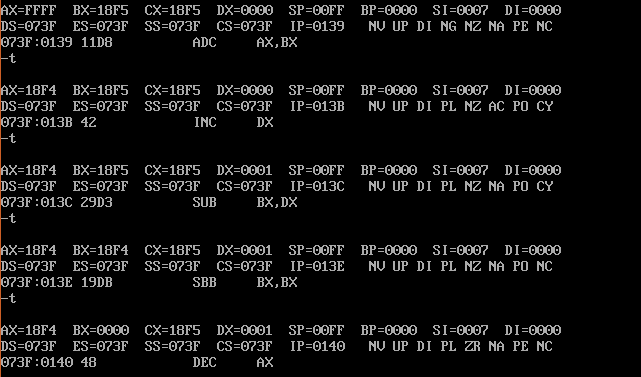 AX=FFFF  BX=18F5  CX=18F5  DX=0000  SP=00FF  BP=0000  SI=0007  DI=0000
DS=073F  ES=073F  SS=073F  CS=073F  IP=0139   NV UP DI NG NZ NA PE NC
073F:0139 11D8          ADC     AX,BX
-t
AX=18F4  BX=18F5  CX=18F5  DX=0000  SP=00FF  BP=0000  SI=0007  DI=0000
DS=073F  ES=073F  SS=073F  CS=073F  IP=013B   NV UP DI PL NZ AC PO CY
073F:013B 42            INC     DX
-t
AX=18F4  BX=18F5  CX=18F5  DX=0001  SP=00FF  BP=0000  SI=0007  DI=0000
DS=073F  ES=073F  SS=073F  CS=073F  IP=013C   NV UP DI PL NZ NA PO CY
073F:013C 29D3          SUB     BX,DX
-t
AX=18F4  BX=18F4  CX=18F5  DX=0001  SP=00FF  BP=0000  SI=0007  DI=0000
DS=073F  ES=073F  SS=073F  CS=073F  IP=013E   NV UP DI PL NZ NA PO NC
073F:013E 19DB          SBB     BX,BX
-t
AX=18F4  BX=0000  CX=18F5  DX=0001  SP=00FF  BP=0000  SI=0007  DI=0000
DS=073F  ES=073F  SS=073F  CS=073F  IP=0140   NV UP DI PL ZR NA PE NC
073F:0140 48            DEC     AX